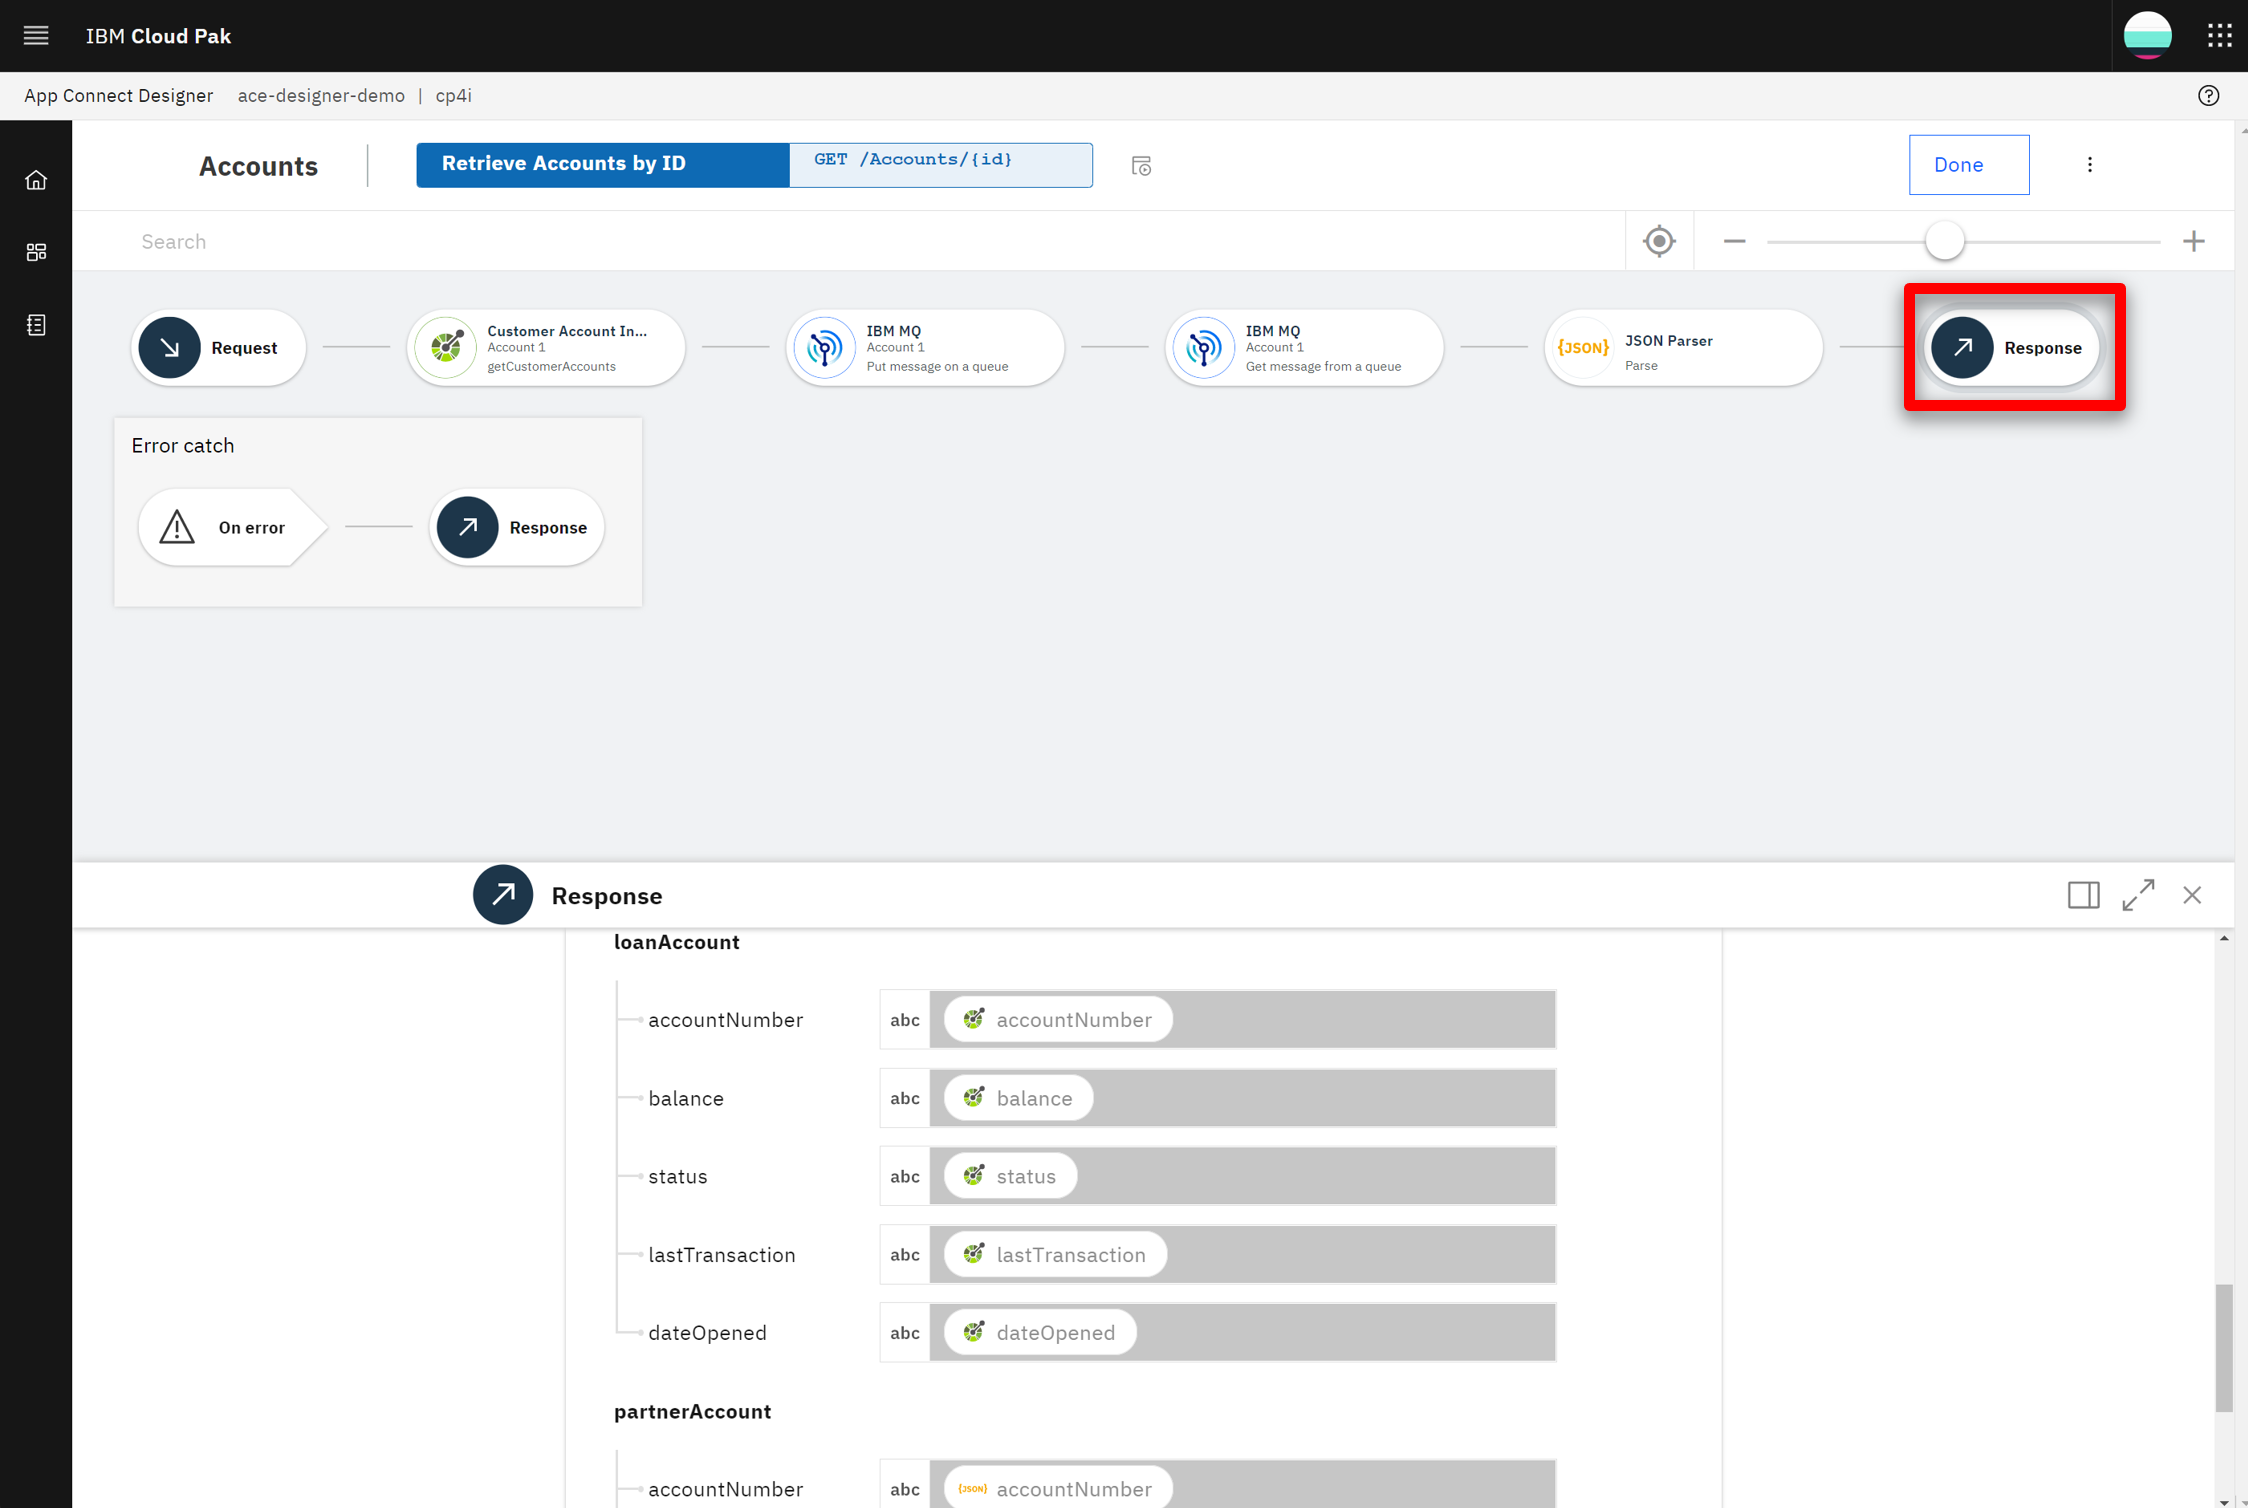 IBM Cloud Pak
App Connect Designer ace-designer-demo | cp4i
Accounts
Retrieve Accounts by ID
GET /Accounts/{id}
Done
Search
Request
Customer Account In...
Account 1
getCustomerAccounts
IBM MQ
Account 1
Put message on a queue
IBM MQ
Account 1
Get message from a queue
{JSON}
JSON Parser
Parse
Response
Error catch
On error
Response
Response
loanAccount
accountNumber abc accountNumber
balance abc balance
status abc status
lastTransaction abc lastTransaction
dateOpened abc dateOpened
partnerAccount
accountNumber abc {JSON} accountNumber